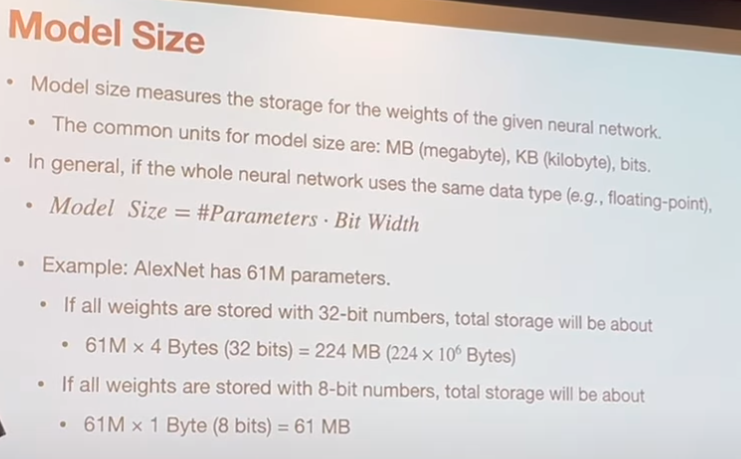 Model Size
• Model size measures the storage for the weights of the given neural network.
• The common units for model size are: MB (megabyte), KB (kilobyte), bits.
• In general, if the whole neural network uses the same data type (e.g., floating-point),
• Model Size = #Parameters · Bit Width
• Example: AlexNet has 61M parameters.
• If all weights are stored with 32-bit numbers, total storage will be about
• 61M × 4 Bytes (32 bits) = 224 MB (224 × 10⁶ Bytes)
• If all weights are stored with 8-bit numbers, total storage will be about
• 61M × 1 Byte (8 bits) = 61 MB